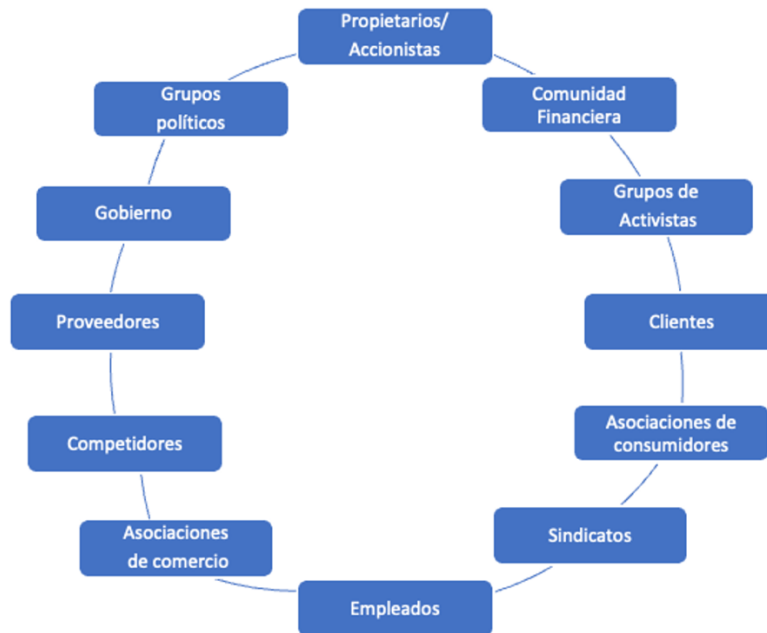 Propietarios/
Accionistas
Comunidad
Financiera
Grupos de
Activistas
Clientes
Asociaciones de
consumidores
Sindicatos
Empleados
Asociaciones
de comercio
Competidores
Proveedores
Gobierno
Grupos
políticos